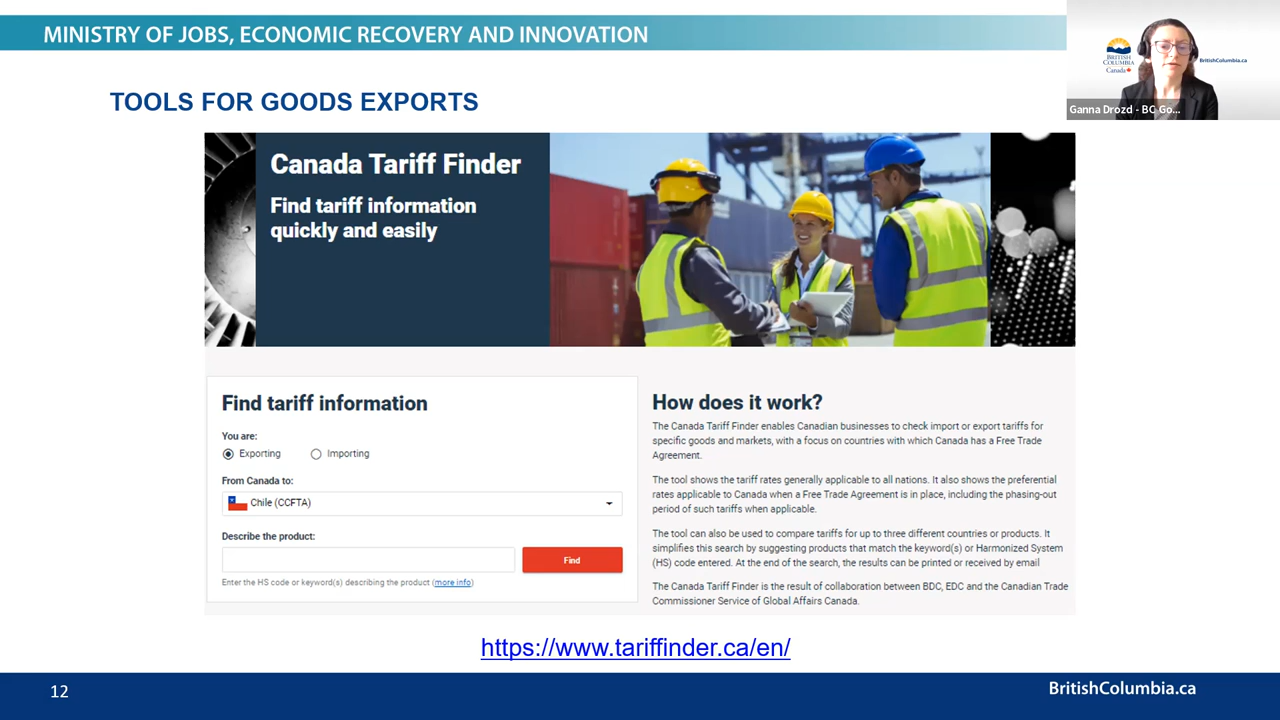 MINISTRY OF JOBS, ECONOMIC RECOVERY AND INNOVATION
BRITISH
COLUMBIA
Canada
BritishColumbia.ca
Ganna Drozd - BC Go...
TOOLS FOR GOODS EXPORTS
Canada Tariff Finder
Find tariff information
quickly and easily
Find tariff information
You are:
Exporting
Importing
From Canada to:
Chile (CCFTA)
Describe the product:
Find
Enter the HS code or keyword(s) describing the product (more info)
How does it work?
The Canada Tariff Finder enables Canadian businesses to check import or export tariffs for
specific goods and markets, with a focus on countries with which Canada has a Free Trade
Agreement.
The tool shows the tariff rates generally applicable to all nations. It also shows the preferential
rates applicable to Canada when a Free Trade Agreement is in place, including the phasing-out
period of such tariffs when applicable.
The tool can also be used to compare tariffs for up to three different countries or products. It
simplifies this search by suggesting products that match the keyword(s) or Harmonized System
(HS) code entered. At the end of the search, the results can be printed or received by email
The Canada Tariff Finder is the result of collaboration between BDC, EDC and the Canadian Trade
Commissioner Service of Global Affairs Canada.
https://www.tariffinder.ca/en/
12
BritishColumbia.ca